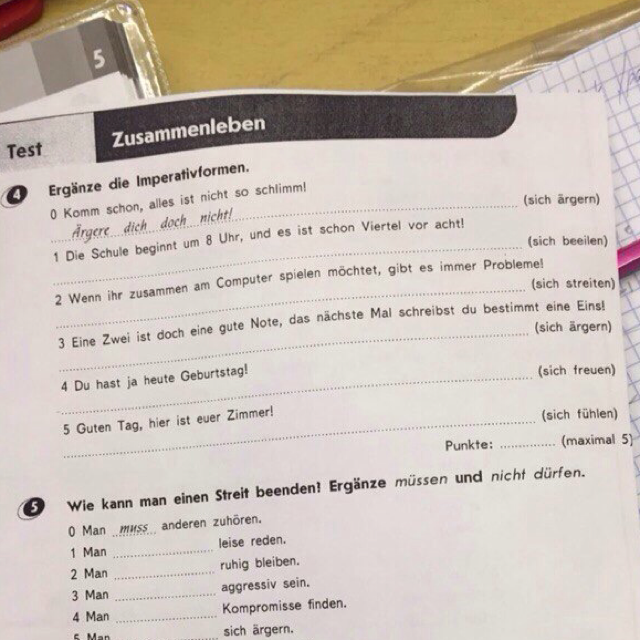 5
Test
Zusammenleben
4 Ergänze die Imperativformen.
0 Komm schon, alles ist nicht so schlimm!
Ärgere dich doch nicht! (sich ärgern)
1 Die Schule beginnt um 8 Uhr, und es ist schon Viertel vor acht!
(sich beeilen)
2 Wenn ihr zusammen am Computer spielen möchtet, gibt es immer Probleme!
(sich streiten)
3 Eine Zwei ist doch eine gute Note, das nächste Mal schreibst du bestimmt eine Eins!
(sich ärgern)
4 Du hast ja heute Geburtstag!
(sich freuen)
5 Guten Tag, hier ist euer Zimmer!
(sich fühlen)
Punkte: ............. (maximal 5)
5 Wie kann man einen Streit beenden? Ergänze müssen und nicht dürfen.
0 Man muss anderen zuhören.
1 Man .................... leise reden.
2 Man .................... ruhig bleiben.
3 Man .................... aggressiv sein.
4 Man .................... Kompromisse finden.
5 Man .................... sich ärgern.